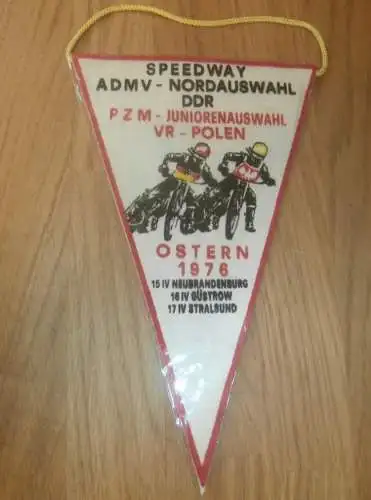 SPEEDWAY
ADMV - NORDAUSWAHL
DDR
PZM - JUNIORENAUSWAHL
VR - POLEN
OSTERN
1976
15 IV NEUBRANDENBURG
16 IV GÜSTROW
17 IV STRALSUND